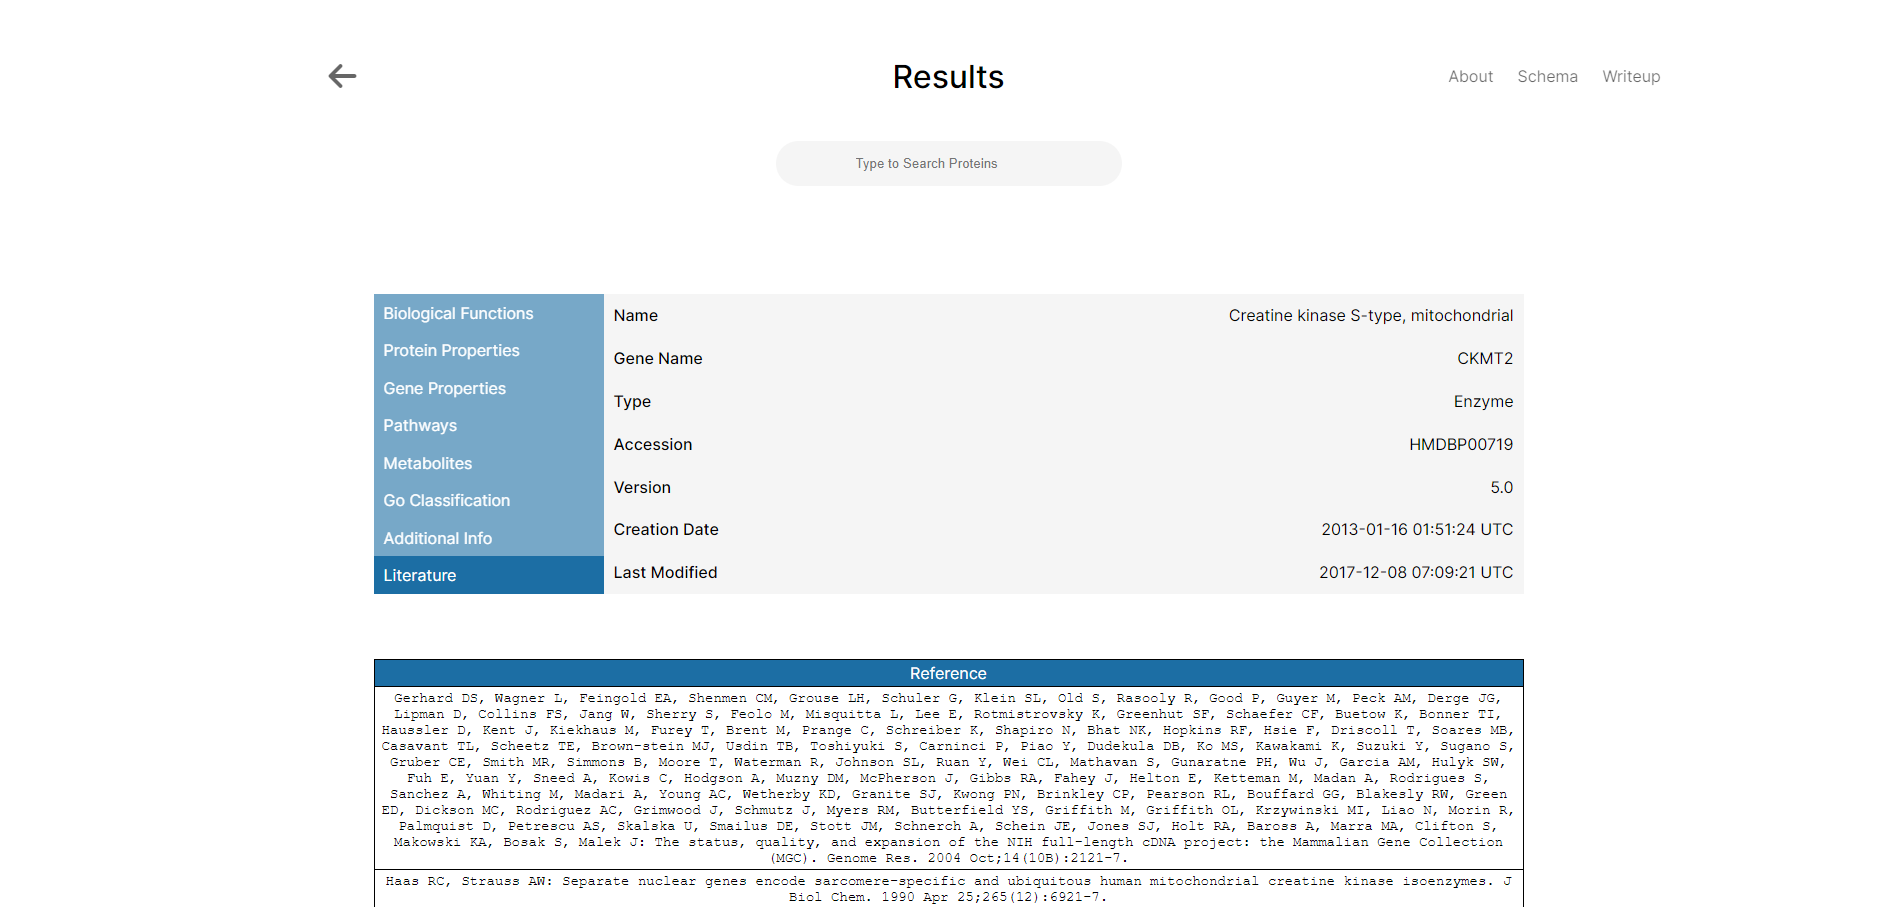 Results
About Schema Writeup
Type to Search Proteins
Biological Functions
Protein Properties
Gene Properties
Pathways
Metabolites
Go Classification
Additional Info
Literature
Name Creatine kinase S-type, mitochondrial
Gene Name CKMT2
Type Enzyme
Accession HMDBP00719
Version 5.0
Creation Date 2013-01-16 01:51:24 UTC
Last Modified 2017-12-08 07:09:21 UTC
Reference
Gerhard DS, Wagner L, Feingold EA, Shenmen CM, Grouse LH, Schuler G, Klein SL, Old S, Rasooly R, Good P, Guyer M, Peck AM, Derge JG,
Lipman D, Collins FS, Jang W, Sherry S, Feolo M, Misquitta L, Lee E, Rotmistrovsky K, Greenhut SF, Schaefer CF, Buetow K, Bonner TI,
Haussler D, Kent J, Kiekhaus M, Furey T, Brent M, Prange C, Schreiber K, Shapiro N, Bhat NK, Hopkins RF, Hsie F, Driscoll T, Soares MB,
Casavant TL, Scheetz TE, Brown-stein MJ, Usdin TB, Toshiyuki S, Carninci P, Piao Y, Dudekula DB, Ko MS, Kawakami K, Suzuki Y, Sugano S,
Gruber CE, Smith MR, Simmons B, Moore T, Waterman R, Johnson SL, Ruan Y, Wei CL, Mathavan S, Gunaratne PH, Wu J, Garcia AM, Hulyk SW,
Fuh E, Yuan Y, Sneed A, Kowis C, Hodgson A, Muzny DM, McPherson J, Gibbs RA, Fahey J, Helton E, Ketteman M, Madan A, Rodrigues S,
Sanchez A, Whiting M, Madari A, Young AC, Wetherby KD, Granite SJ, Kwong PN, Brinkley CP, Pearson RL, Bouffard GG, Blakesly RW, Green
ED, Dickson MC, Rodriguez AC, Grimwood J, Schmutz J, Myers RM, Butterfield YS, Griffith M, Griffith OL, Krzywinski MI, Liao N, Morin R,
Palmquist D, Petrescu AS, Skalska U, Smailus DE, Stott JM, Schnerch A, Schein JE, Jones SJ, Holt RA, Baross A, Marra MA, Clifton S,
Makowski KA, Bosak S, Malek J: The status, quality, and expansion of the NIH full-length cDNA project: the Mammalian Gene Collection
(MGC). Genome Res. 2004 Oct;14(10B):2121-7.
Haas RC, Strauss AW: Separate nuclear genes encode sarcomere-specific and ubiquitous human mitochondrial creatine kinase isoenzymes. J
Biol Chem. 1990 Apr 25;265(12):6921-7.